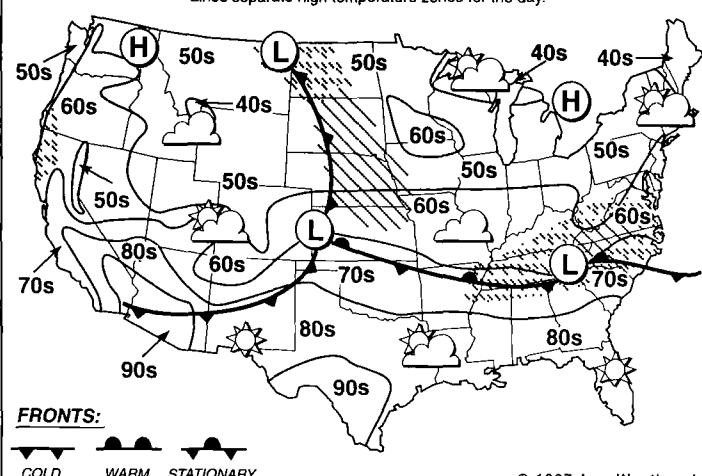 Lines separate high temperature zones for the day.
H
50s
L
50s
40s
40s
50s
60s
40s
H
60s
50s
50s
50s
50s
60s
60s
L
80s
60s
70s
L
70s
70s
80s
80s
90s
90s
FRONTS:
COLD WARM STATIONARY